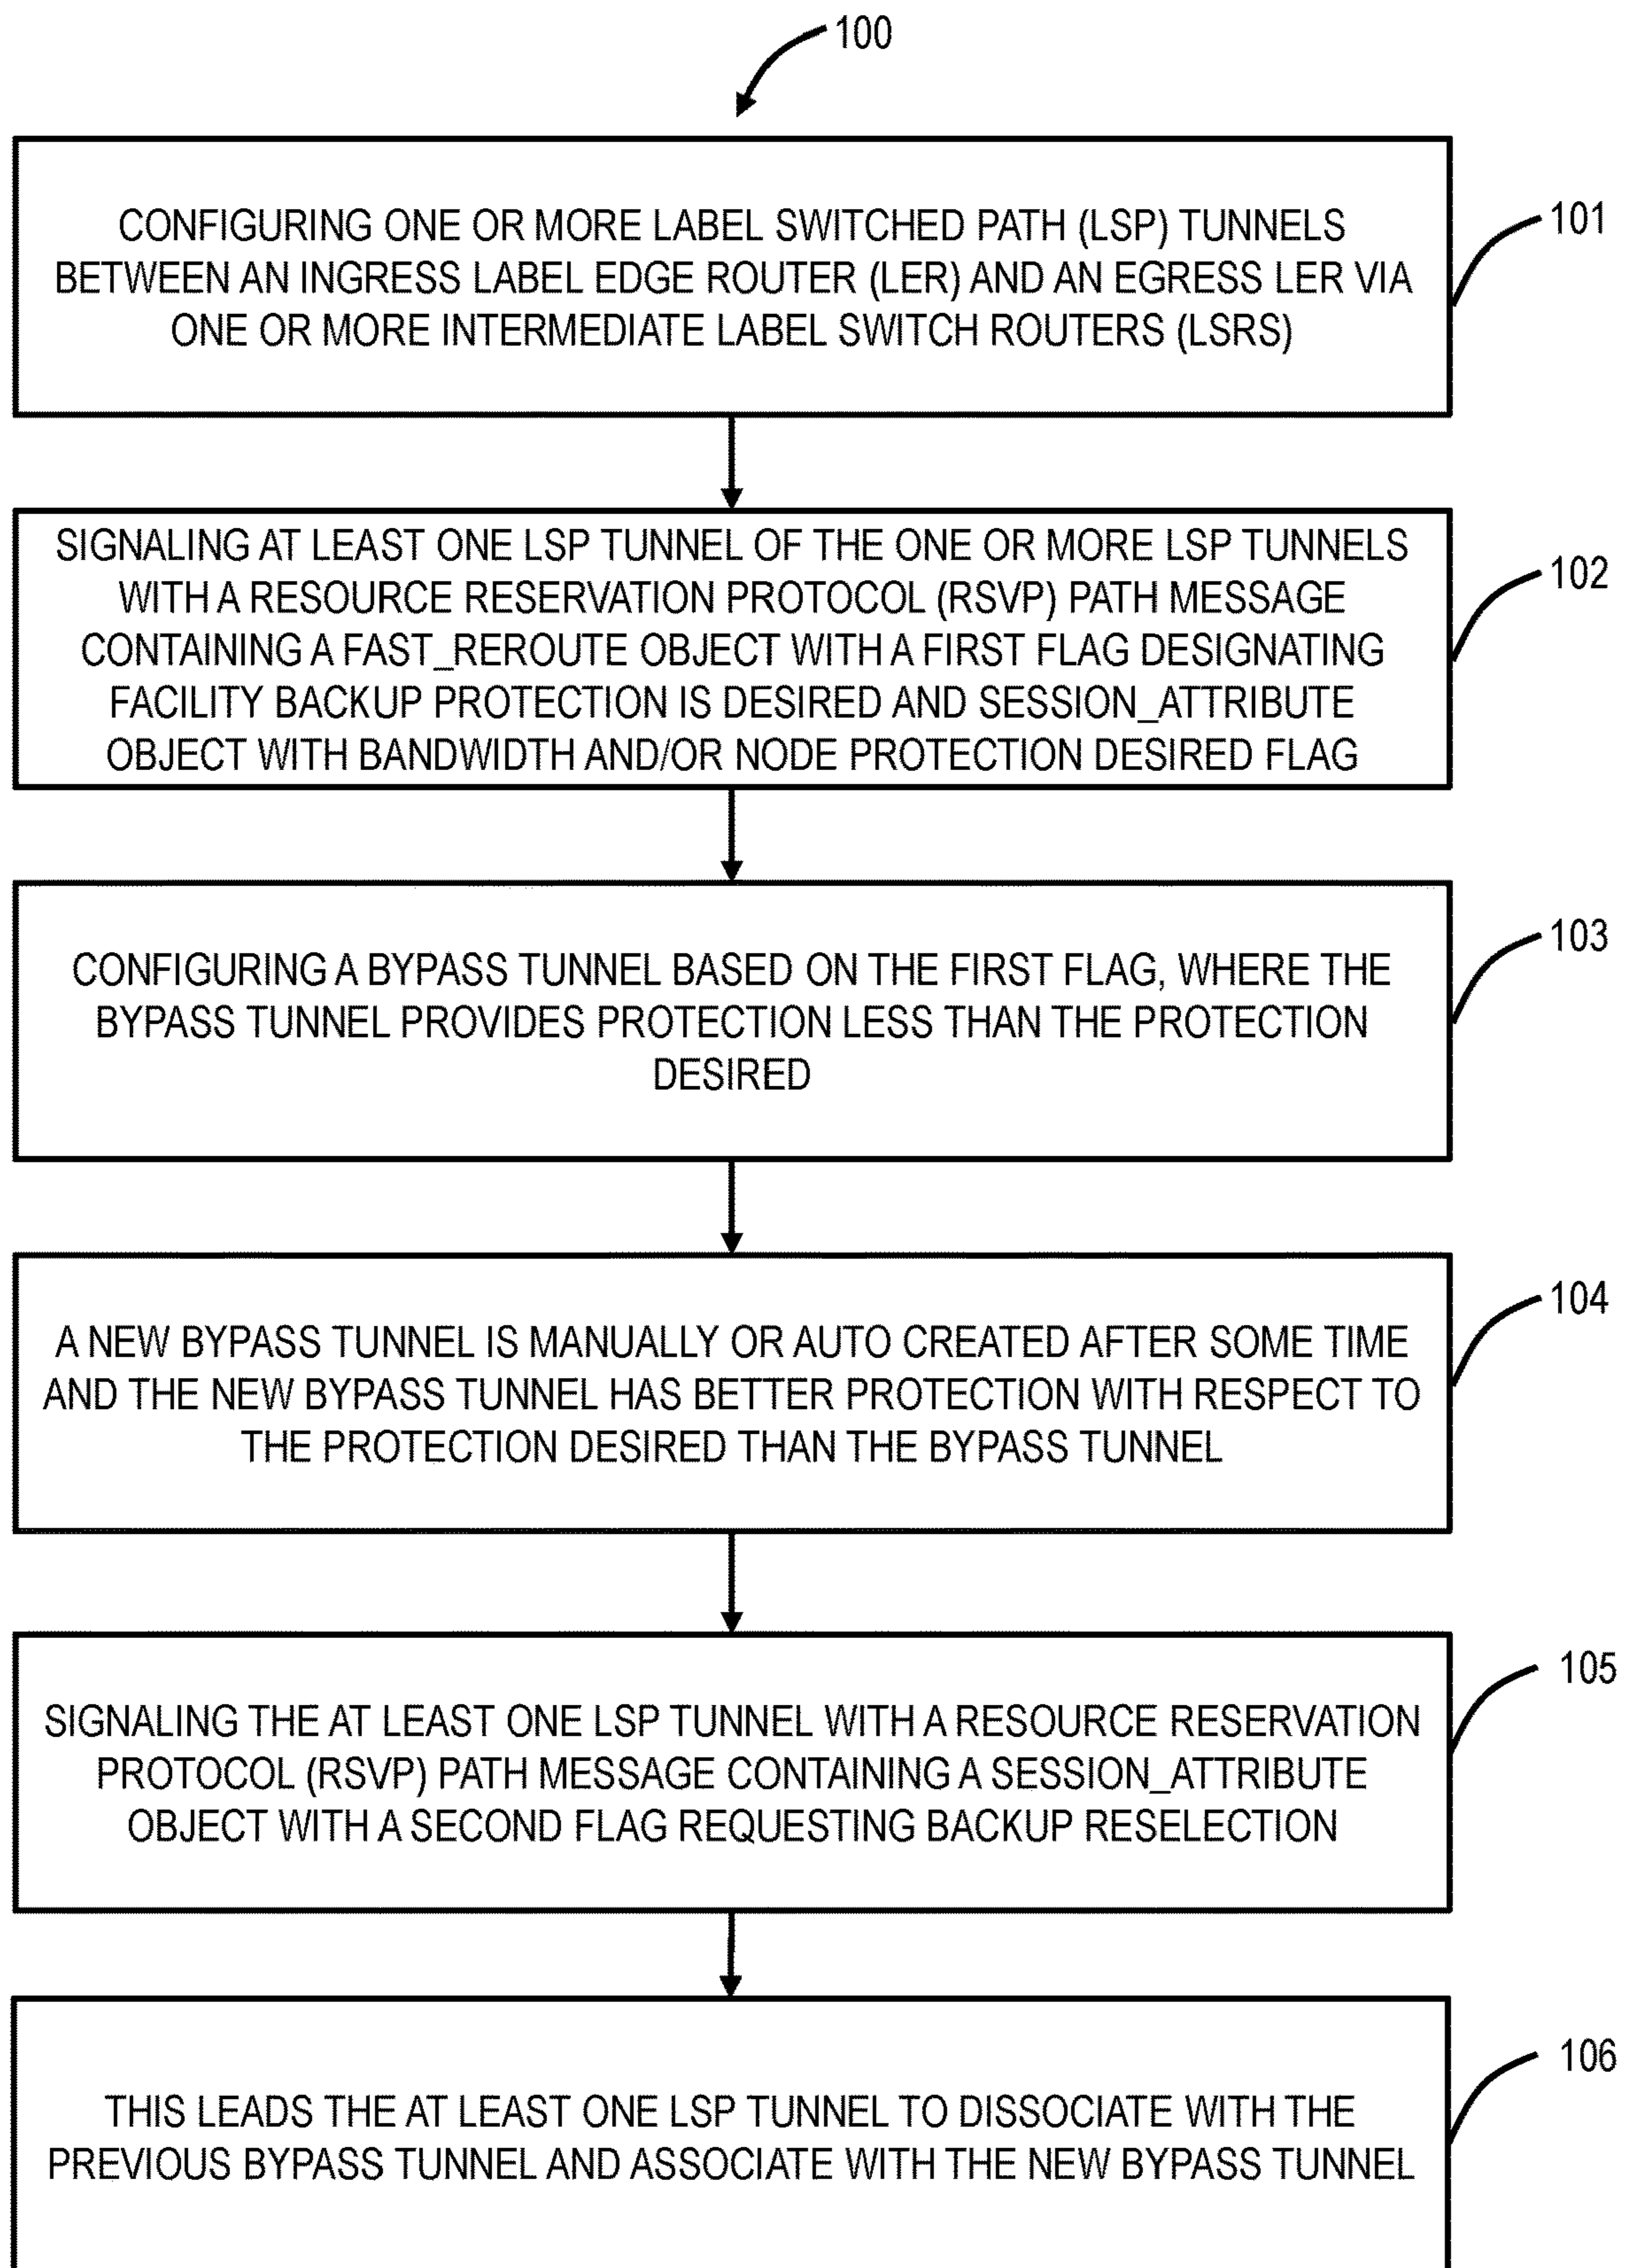 100
CONFIGURING ONE OR MORE LABEL SWITCHED PATH (LSP) TUNNELS
BETWEEN AN INGRESS LABEL EDGE ROUTER (LER) AND AN EGRESS LER VIA
ONE OR MORE INTERMEDIATE LABEL SWITCH ROUTERS (LSRS)
101
SIGNALING AT LEAST ONE LSP TUNNEL OF THE ONE OR MORE LSP TUNNELS
WITH A RESOURCE RESERVATION PROTOCOL (RSVP) PATH MESSAGE
CONTAINING A FAST_REROUTE OBJECT WITH A FIRST FLAG DESIGNATING
FACILITY BACKUP PROTECTION IS DESIRED AND SESSION_ATTRIBUTE
OBJECT WITH BANDWIDTH AND/OR NODE PROTECTION DESIRED FLAG
102
CONFIGURING A BYPASS TUNNEL BASED ON THE FIRST FLAG, WHERE THE
BYPASS TUNNEL PROVIDES PROTECTION LESS THAN THE PROTECTION
DESIRED
103
A NEW BYPASS TUNNEL IS MANUALLY OR AUTO CREATED AFTER SOME TIME
AND THE NEW BYPASS TUNNEL HAS BETTER PROTECTION WITH RESPECT TO
THE PROTECTION DESIRED THAN THE BYPASS TUNNEL
104
SIGNALING THE AT LEAST ONE LSP TUNNEL WITH A RESOURCE RESERVATION
PROTOCOL (RSVP) PATH MESSAGE CONTAINING A SESSION_ATTRIBUTE
OBJECT WITH A SECOND FLAG REQUESTING BACKUP RESELECTION
105
THIS LEADS THE AT LEAST ONE LSP TUNNEL TO DISSOCIATE WITH THE
PREVIOUS BYPASS TUNNEL AND ASSOCIATE WITH THE NEW BYPASS TUNNEL
106